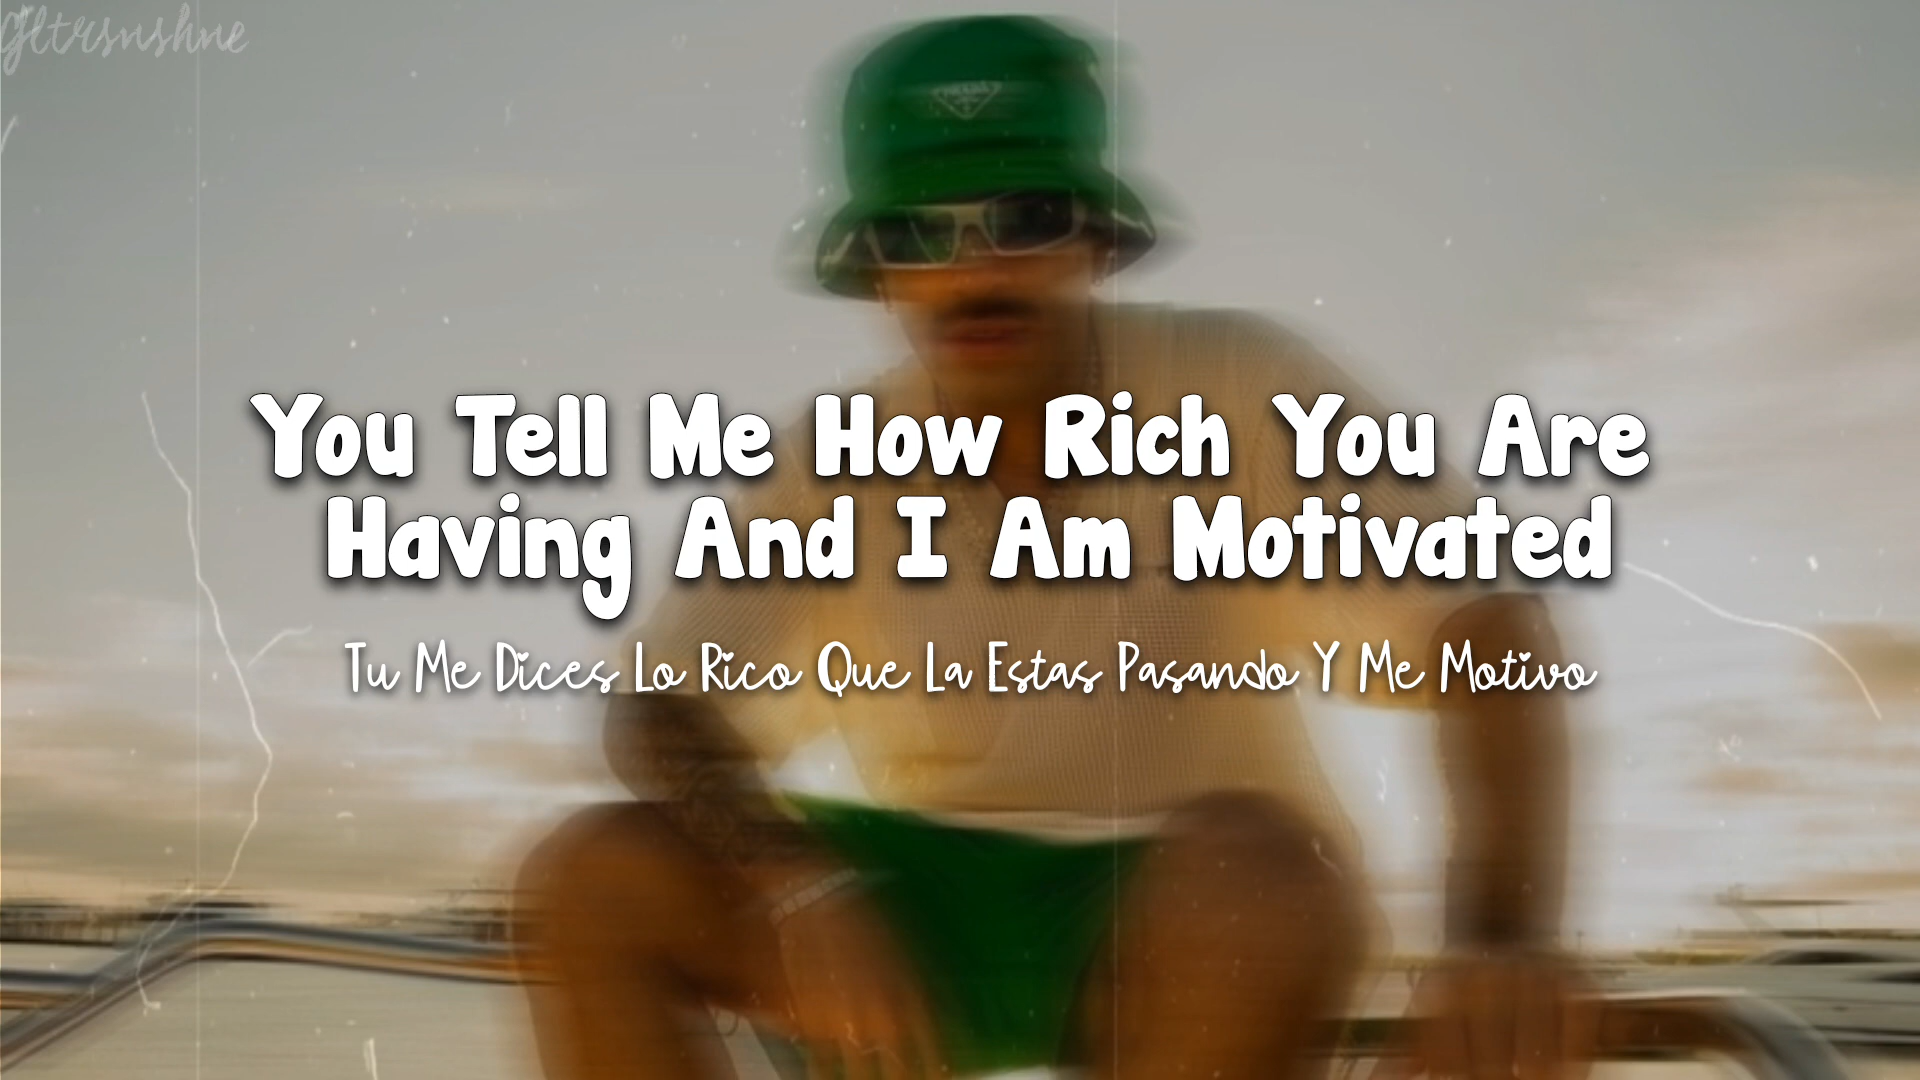 Gltrsnshne
You Tell Me How Rich You Are
Having And I Am Motivated
Tu Me Dices Lo Rico Que La Estas Pasando Y Me Motivo